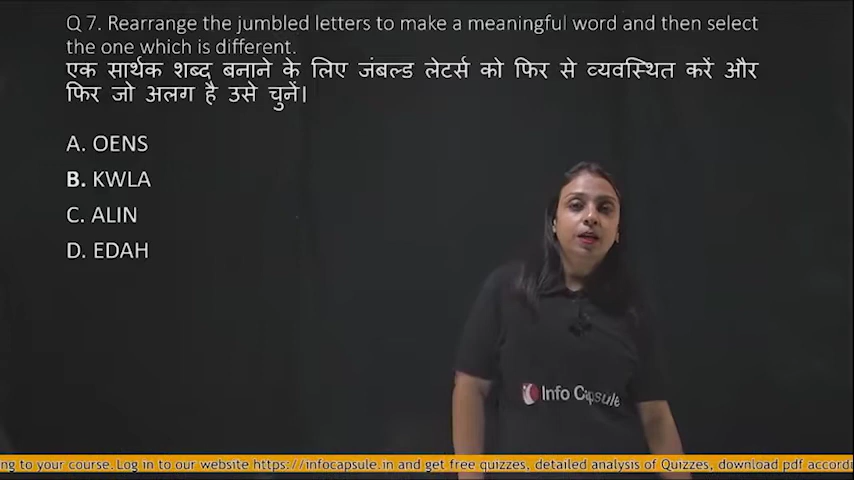 Q 7. Rearrange the jumbled letters to make a meaningful word and then select
the one which is different.
एक सार्थक शब्द बनाने के लिए जंबल्ड लेटर्स को फिर से व्यवस्थित करें और
फिर जो अलग है उसे चुनें।
A. OENS
B. KWLA
C. ALIN
D. EDAH
Info Capsule
ng to your course. Log in to our website https://infocapsule.in and get free quizzes, detailed analysis of Quizzes, download pdf accordi